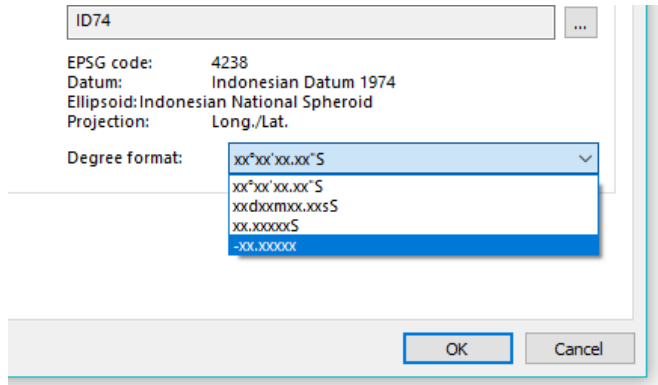 ID74
...
EPSG code: 4238
Datum: Indonesian Datum 1974
Ellipsoid: Indonesian National Spheroid
Projection: Long./Lat.
Degree format: xx°xx'xx.xx"S
xx°xx'xx.xx"S
xxdxxmxx.xxsS
xx.xxxxxS
-xx.xxxxx
OK Cancel